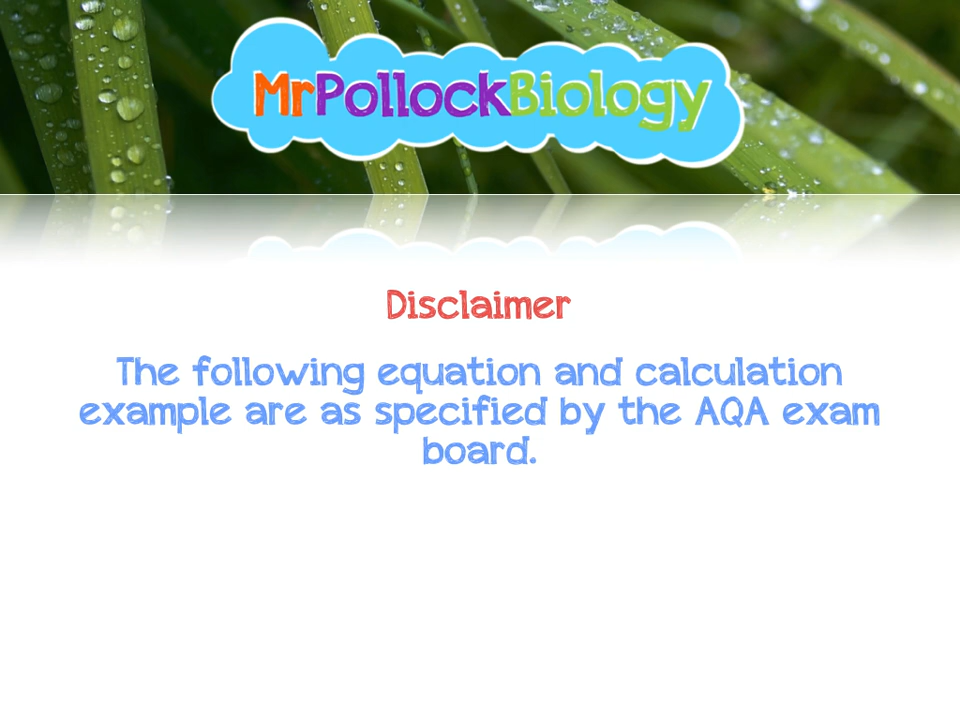 MrPollockBiology
Disclaimer
The following equation and calculation
example are as specified by the AQA exam
board.